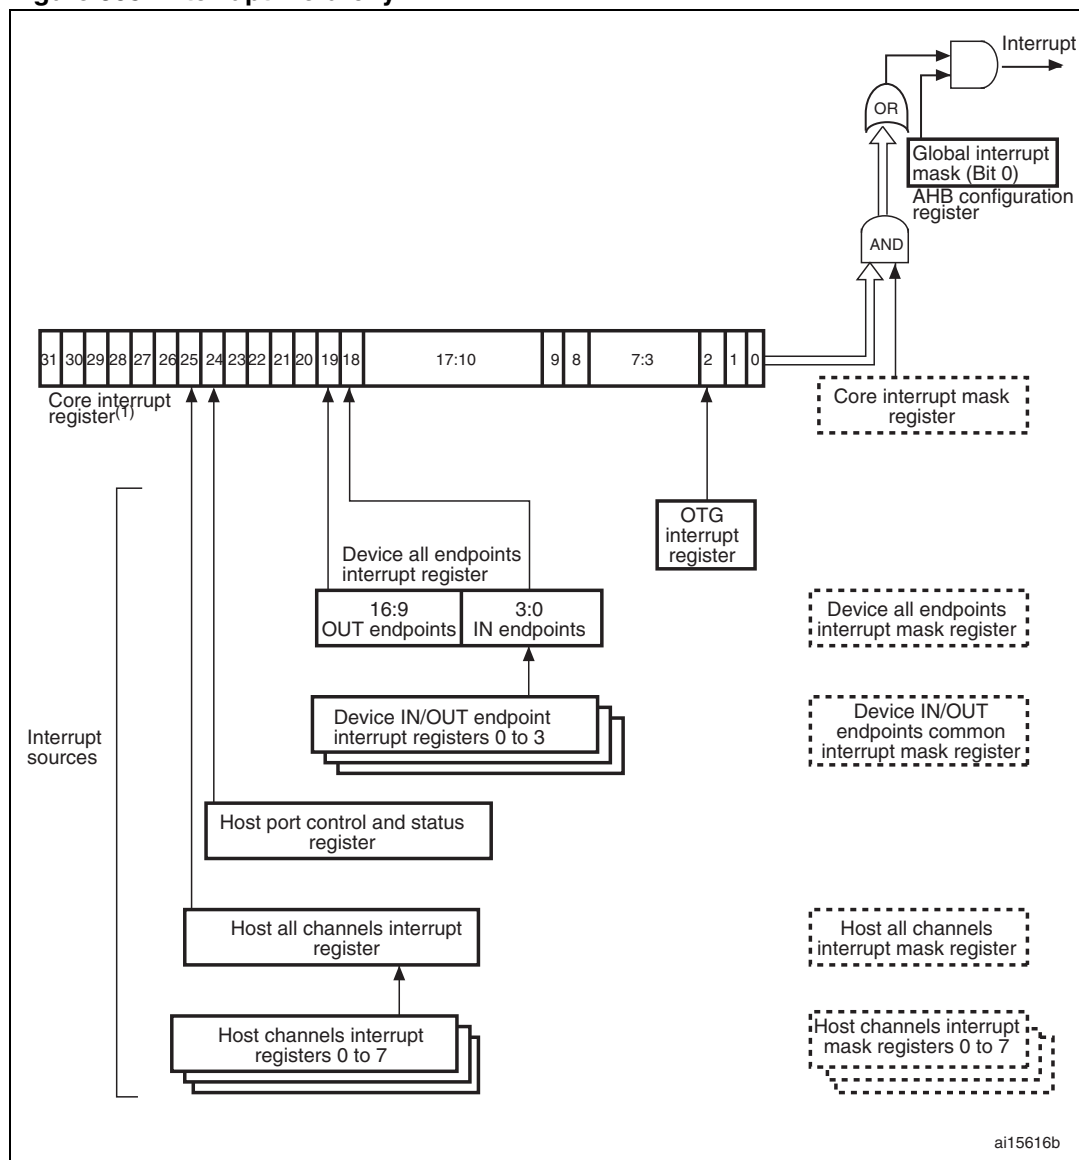 Interrupt
OR
Global interrupt
mask (Bit 0)
AHB configuration
register
AND
31 30 29 28 27 26 25 24 23 22 21 20 19 18 17:10 9 8 7:3 2 1 0
Core interrupt
register(1)
Core interrupt mask
register
OTG
interrupt
register
Device all endpoints
interrupt register
16:9
OUT endpoints
3:0
IN endpoints
Device all endpoints
interrupt mask register
Device IN/OUT endpoint
interrupt registers 0 to 3
Device IN/OUT
endpoints common
interrupt mask register
Interrupt
sources
Host port control and status
register
Host all channels interrupt
register
Host all channels
interrupt mask register
Host channels interrupt
registers 0 to 7
Host channels interrupt
mask registers 0 to 7
ai15616b